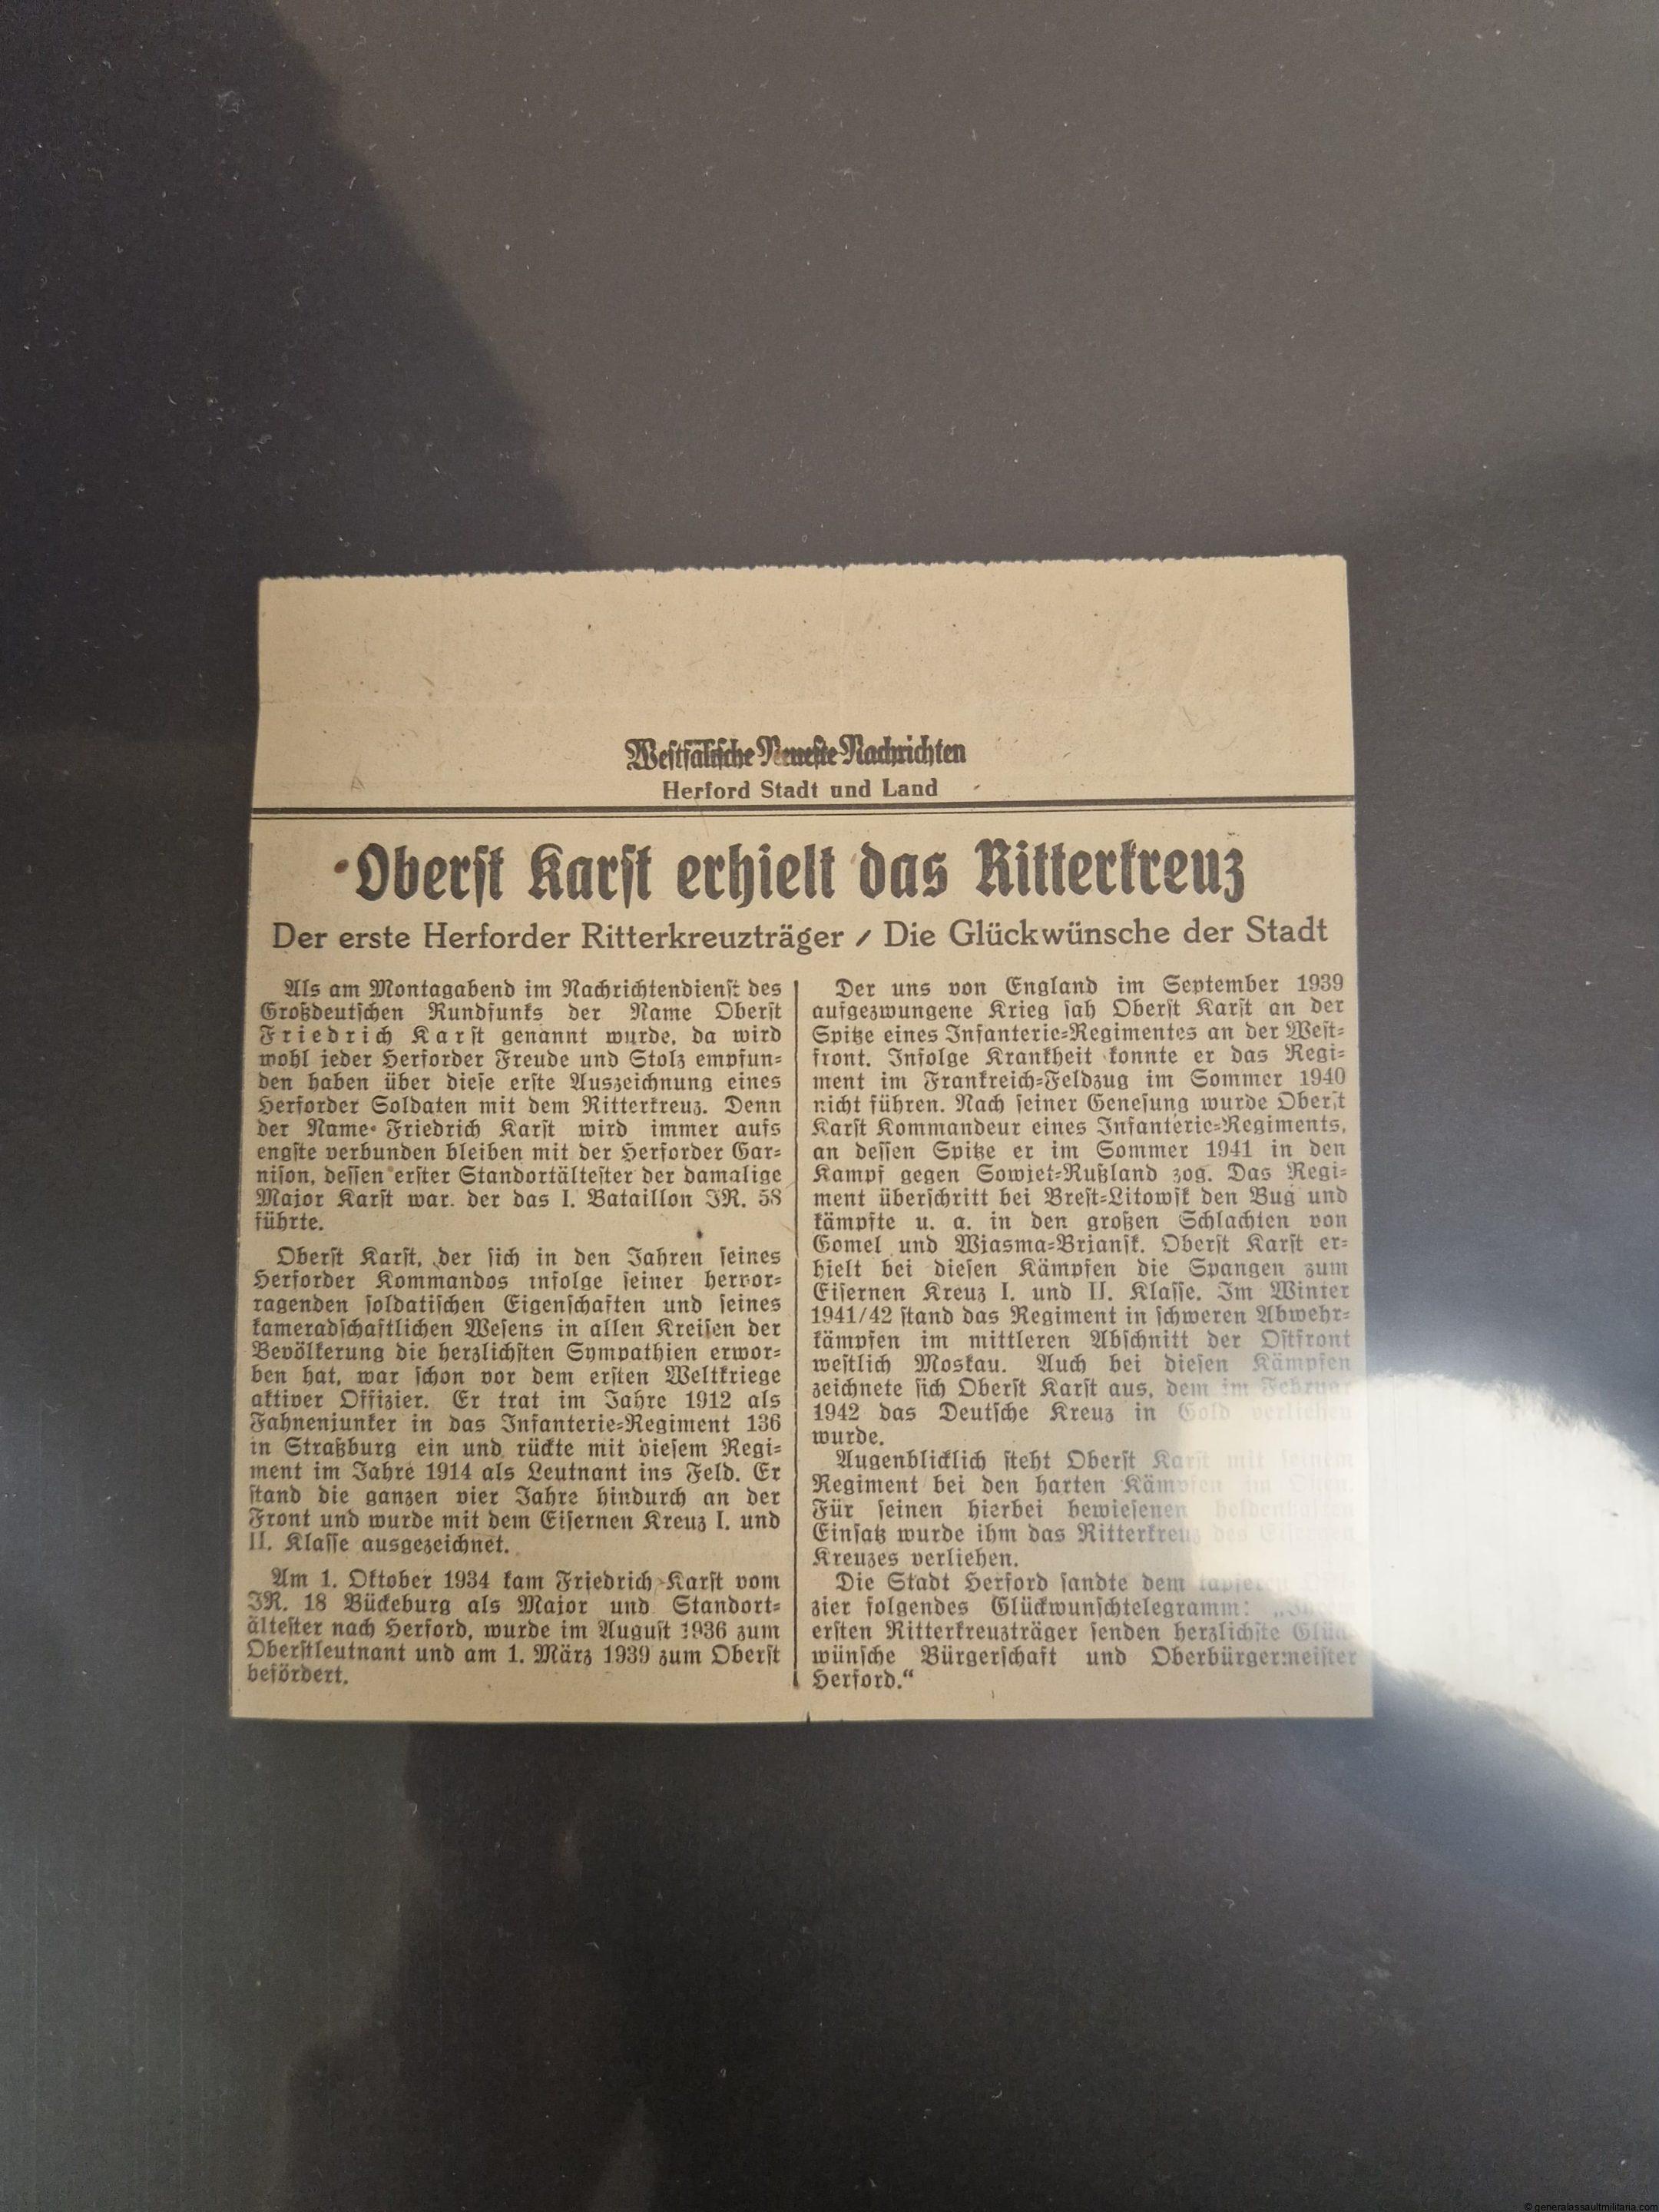 Westfälische Neueste Nachrichten
Herford Stadt und Land
Oberst Karst erhielt das Ritterkreuz
Der erste Herforder Ritterkreuzträger / Die Glückwünsche der Stadt
Als am Montagabend im Nachrichtendienst des
Großdeutschen Rundfunks der Name Oberst
Friedrich Karst genannt wurde, da wird
wohl jeder Herforder Freude und Stolz empfun-
den haben über diese erste Auszeichnung eines
Herforder Soldaten mit dem Ritterkreuz. Denn
der Name Friedrich Karst wird immer aufs
engste verbunden bleiben mit der Herforder Gar-
nison, dessen erster Standortältester der damalige
Major Karst war, der das I. Bataillon IR. 58
führte.
Oberst Karst, der sich in den Jahren seines
Herforder Kommandos infolge seiner hervor-
ragenden soldatischen Eigenschaften und seines
kameradschaftlichen Wesens in allen Kreisen der
Bevölkerung die herzlichsten Sympathien erwor-
ben hat, war schon vor dem ersten Weltkriege
aktiver Offizier. Er trat im Jahre 1912 als
Fahnenjunker in das Infanterie-Regiment 136
in Straßburg ein und rückte mit diesem Regi-
ment im Jahre 1914 als Leutnant ins Feld. Er
stand die ganzen vier Jahre hindurch an der
Front und wurde mit dem Eisernen Kreuz I. und
II. Klasse ausgezeichnet.
Am 1. Oktober 1934 kam Friedrich Karst vom
IR. 18 Bückeburg als Major und Standort-
ältester nach Herford, wurde im August 1936 zum
Oberstleutnant und am 1. März 1939 zum Oberst
befördert.
Der uns von England im September 1939
aufgezwungene Krieg sah Oberst Karst an der
Spitze eines Infanterie-Regimentes an der West-
front. Infolge Krankheit konnte er das Regi-
ment im Frankreich-Feldzug im Sommer 1940
nicht führen. Nach seiner Genesung wurde Oberst
Karst Kommandeur eines Infanterie-Regiments,
an dessen Spitze er im Sommer 1941 in den
Kampf gegen Sowjet-Rußland zog. Das Regi-
ment überschritt bei Brest-Litowsk den Bug und
kämpfte u. a. in den großen Schlachten von
Gomel und Wjasma-Brjansk. Oberst Karst er-
hielt bei diesen Kämpfen die Spangen zum
Eisernen Kreuz I. und II. Klasse. Im Winter
1941/42 stand das Regiment in schweren Abwehr-
kämpfen im mittleren Abschnitt der Ostfront
westlich Moskau. Auch bei diesen Kämpfen
zeichnete sich Oberst Karst aus, dem im Februar
1942 das Deutsche Kreuz in Gold verliehen
wurde.
Augenblicklich steht Oberst Karst mit seinem
Regiment bei den harten Kämpfen im Osten.
Für seinen hierbei bewiesenen heldenhaften
Einsatz wurde ihm das Ritterkreuz des
Kreuzes verliehen.
Die Stadt Herford sandte dem
zier folgendes Glückwunschtelegramm:
ersten Ritterkreuzträger senden herzlichste Glück-
wünsche Bürgerschaft und Oberbürgermeister
Herford."
© generalassaultmilitaria.com